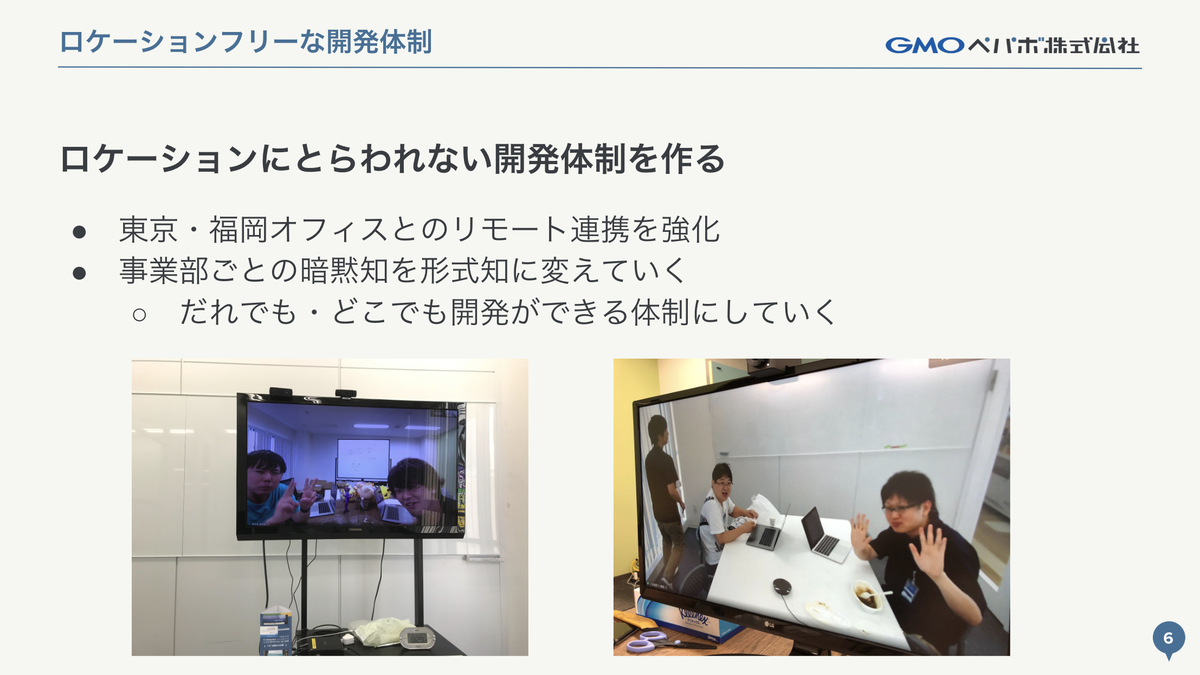 ロケーションフリーな開発体制
GMOペパボ株式会社
ロケーションにとらわれない開発体制を作る
● 東京・福岡オフィスとのリモート連携を強化
● 事業部ごとの暗黙知を形式知に変えていく
○ だれでも・どこでも開発ができる体制にしていく
Kleenex
LG
6